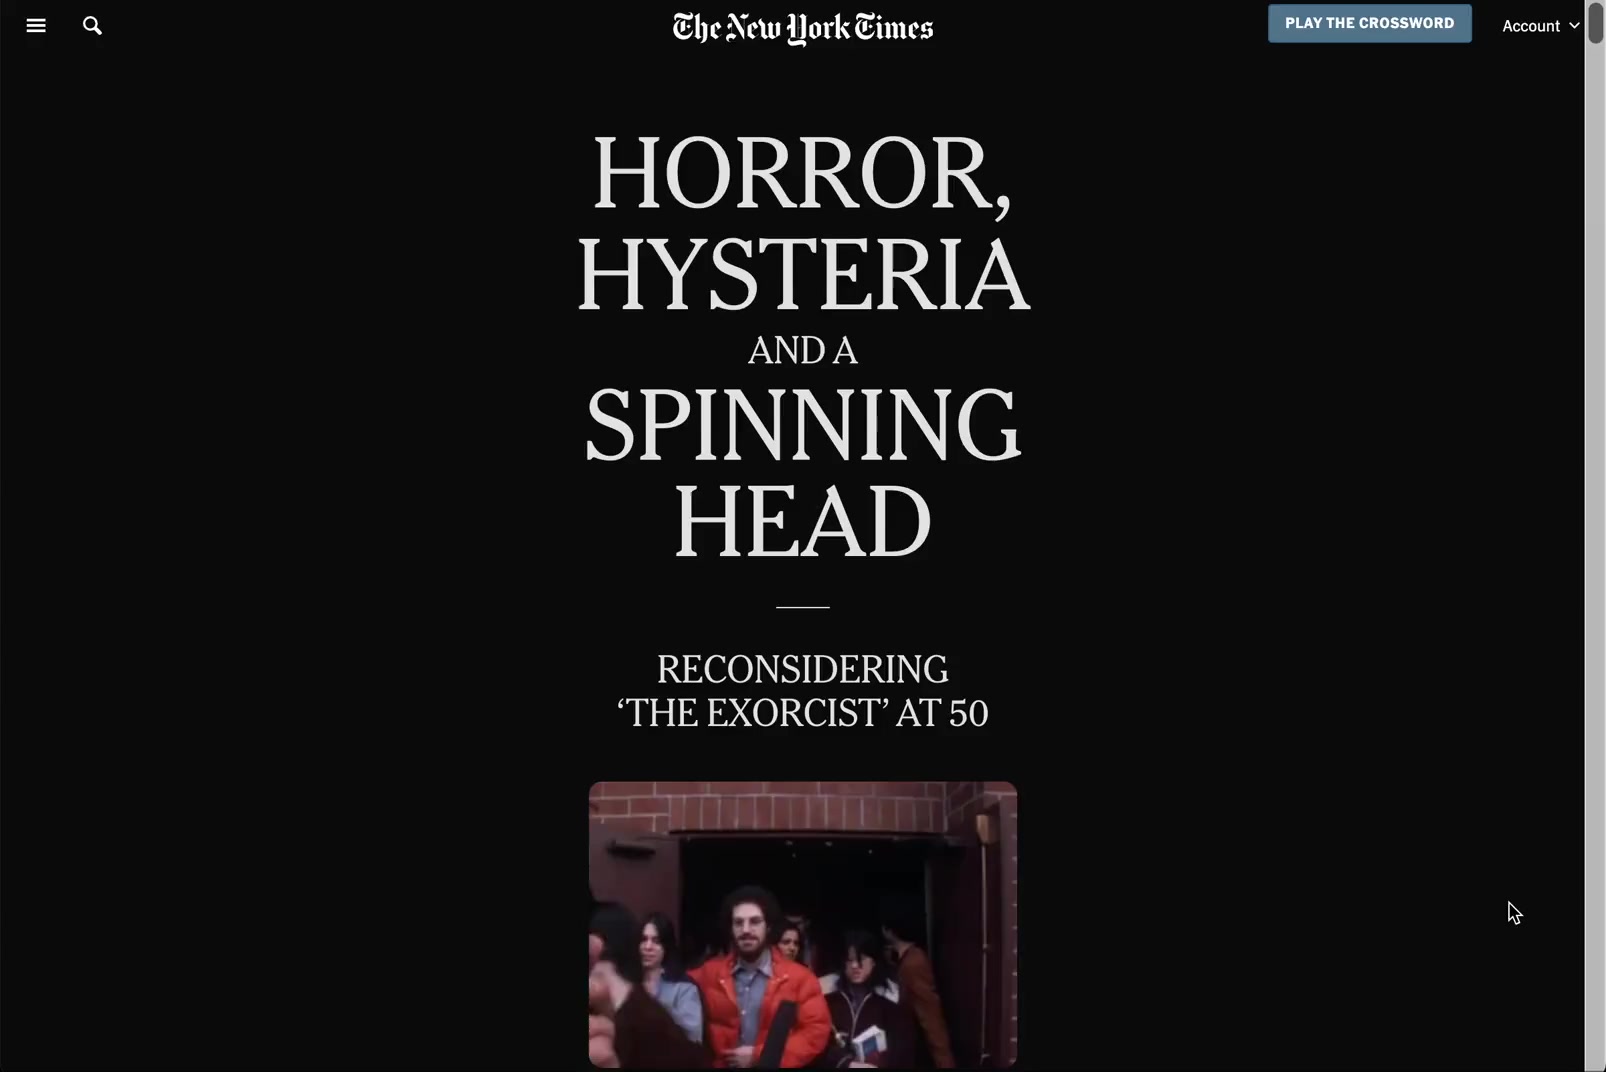 The New York Times
PLAY THE CROSSWORD
Account
HORROR,
HYSTERIA
AND A
SPINNING
HEAD
RECONSIDERING
‘THE EXORCIST’ AT 50